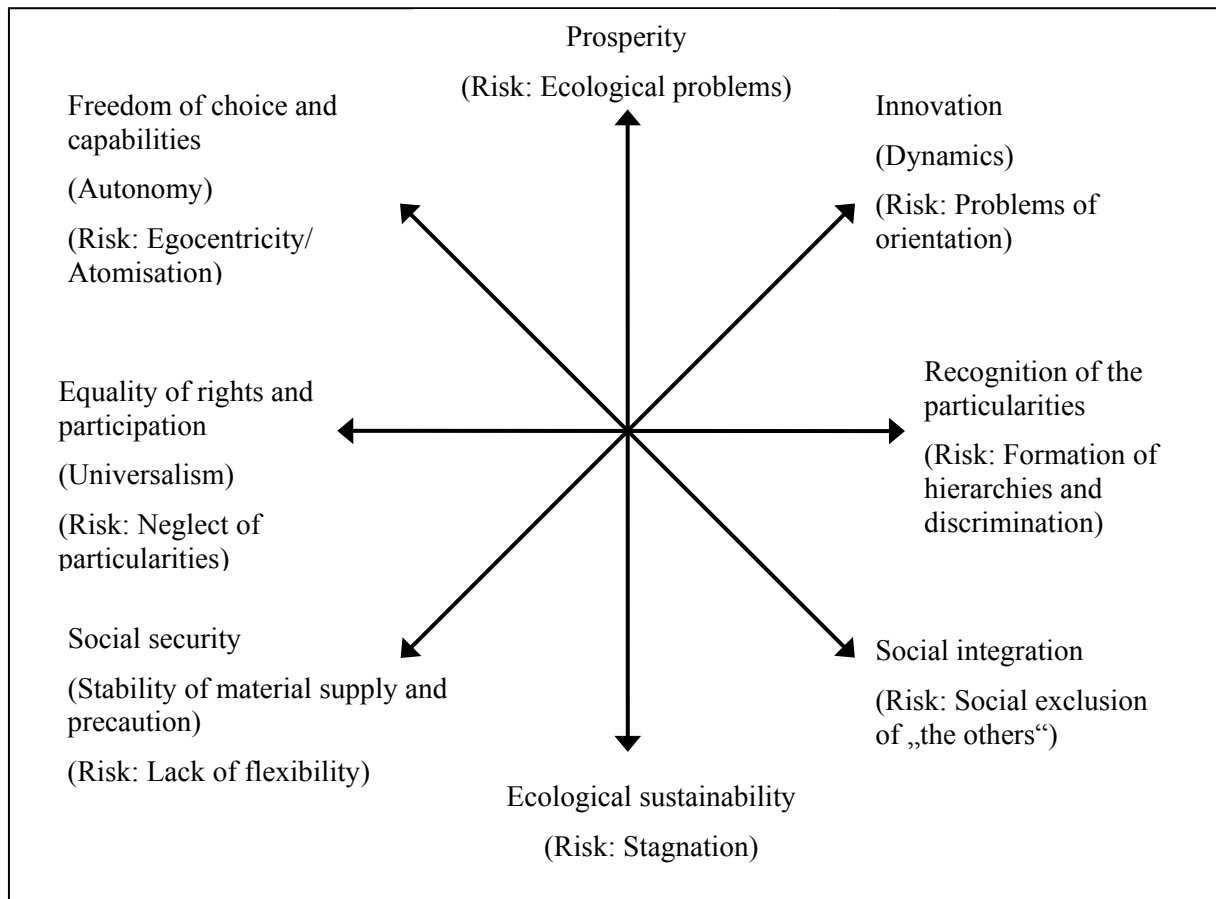 Prosperity
(Risk: Ecological problems)
Freedom of choice and
capabilities
(Autonomy)
(Risk: Egocentricity/
Atomisation)
Innovation
(Dynamics)
(Risk: Problems of
orientation)
Equality of rights and
participation
(Universalism)
(Risk: Neglect of
particularities)
Recognition of the
particularities
(Risk: Formation of
hierarchies and
discrimination)
Social security
(Stability of material supply and
precaution)
(Risk: Lack of flexibility)
Social integration
(Risk: Social exclusion
of „the others“)
Ecological sustainability
(Risk: Stagnation)